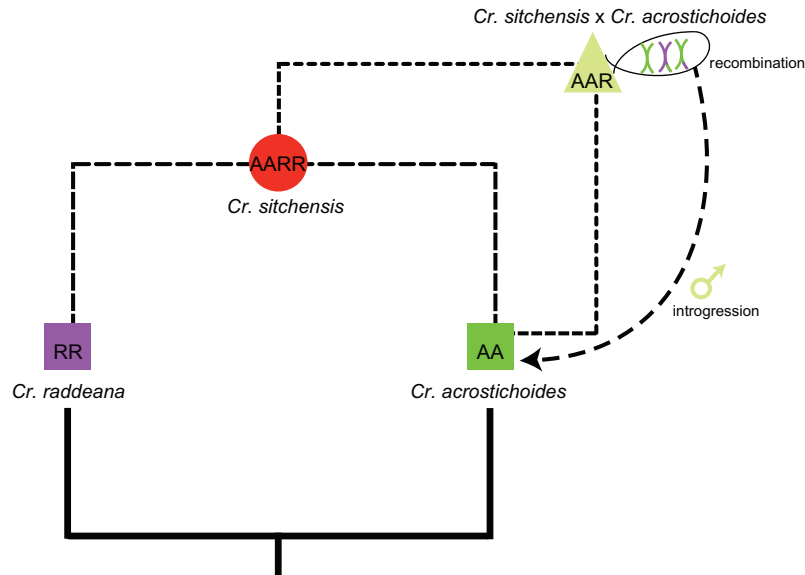 Cr. sitchensis x Cr. acrostichoides
recombination
AAR
AARR
Cr. sitchensis
introgression
RR
AA
Cr. raddeana
Cr. acrostichoides